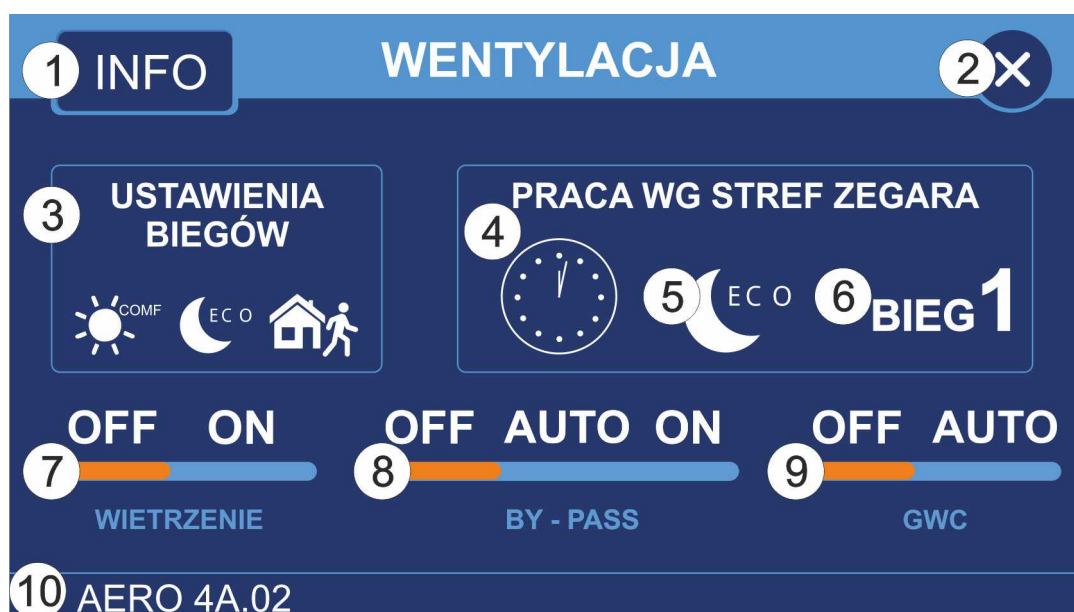 1 INFO
WENTYLACJA
2
3 USTAWIENIA
BIEGÓW
COMF
ECO
PRACA WG STREF ZEGARA
4
5 ECO
6 BIEG 1
OFF ON
7
WIETRZENIE
OFF AUTO ON
8
BY - PASS
OFF AUTO
9
GWC
10 AERO 4A.02